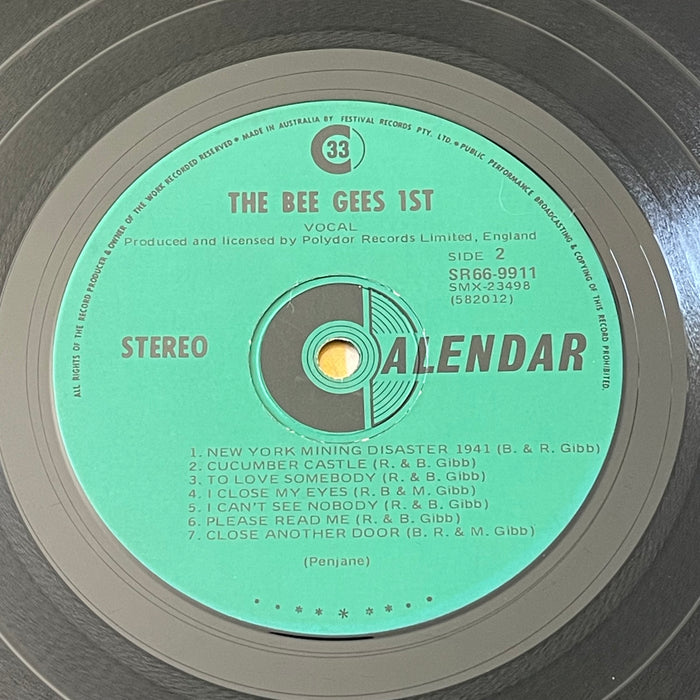 ALL RIGHTS OF THE RECORD PRODUCER & OWNER OF THE WORK RECORDED RESERVED • MADE IN AUSTRALIA BY FESTIVAL RECORDS PTY. LTD. • PUBLIC PERFORMANCE BROADCASTING & COPYING OF THIS RECORD PROHIBITED.
33
THE BEE GEES 1ST
VOCAL
Produced and licensed by Polydor Records Limited, England
SIDE 2
SR66-9911
SMX-23498
(582012)
STEREO
CALENDAR
1. NEW YORK MINING DISASTER 1941 (B. & R. Gibb)
2. CUCUMBER CASTLE (R. & B. Gibb)
3. TO LOVE SOMEBODY (R. & B. Gibb)
4. I CLOSE MY EYES (R. B & M. Gibb)
5. I CAN'T SEE NOBODY (R. & B. Gibb)
6. PLEASE READ ME (R. & B. Gibb)
7. CLOSE ANOTHER DOOR (B. R. & M. Gibb)
(Penjane)